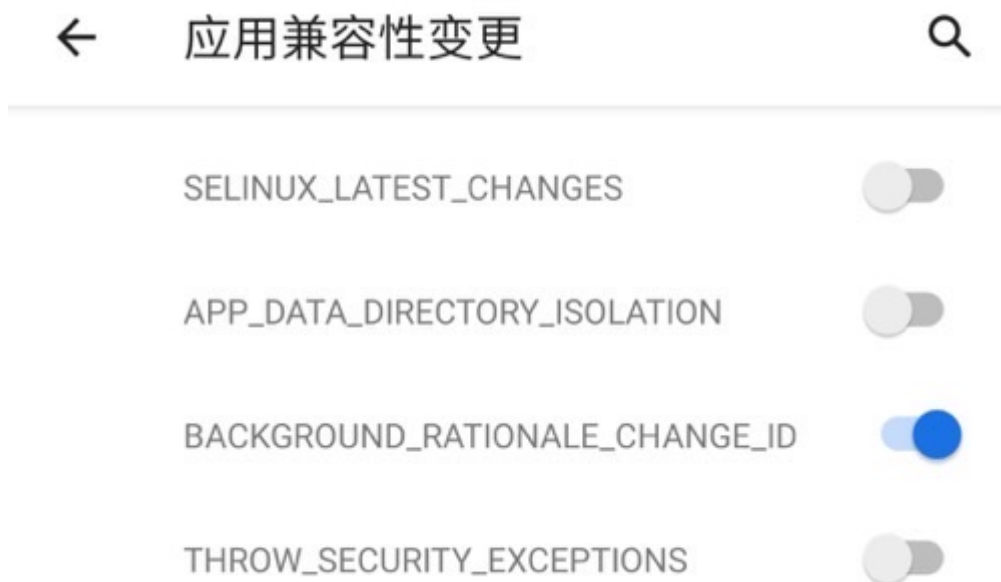 应用兼容性变更
SELINUX_LATEST_CHANGES
APP_DATA_DIRECTORY_ISOLATION
BACKGROUND_RATIONALE_CHANGE_ID
THROW_SECURITY_EXCEPTIONS